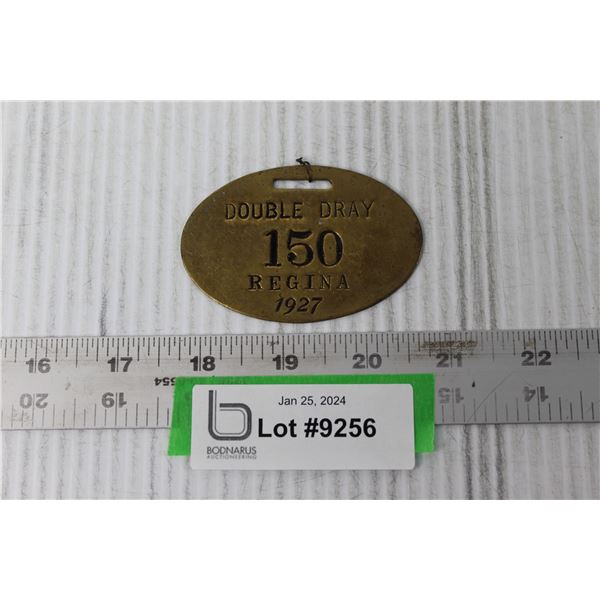 DOUBLE DRAY
150
REGINA
1927
16 17 18 19 20 21 22
20 19 15 14
Jan 25, 2024
Lot #9256
BODNARUS
AUCTIONEERING